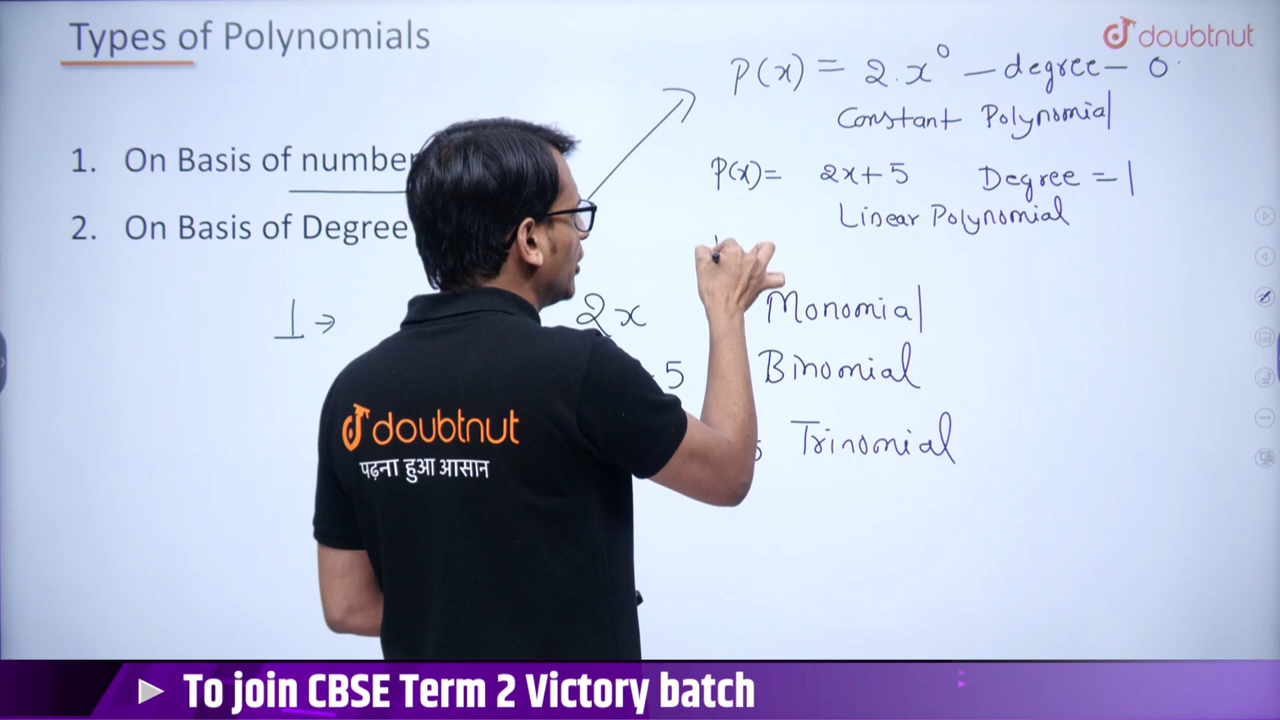 Types of Polynomials
doubtnut
P(x) = 2.x⁰ — degree — 0
Constant Polynomial
1. On Basis of number
P(x) = 2x+5 Degree = 1
Linear Polynomial
2. On Basis of Degree
1 → 2x Monomial
5 Binomial
Trinomial
doubtnut
पढ़ना हुआ आसान
To join CBSE Term 2 Victory batch